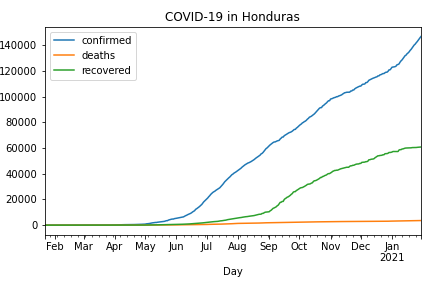 COVID-19 in Honduras
confirmed
deaths
recovered
140000
120000
100000
80000
60000
40000
20000
0
Feb Mar Apr May Jun Jul Aug Sep Oct Nov Dec Jan
2021
Day